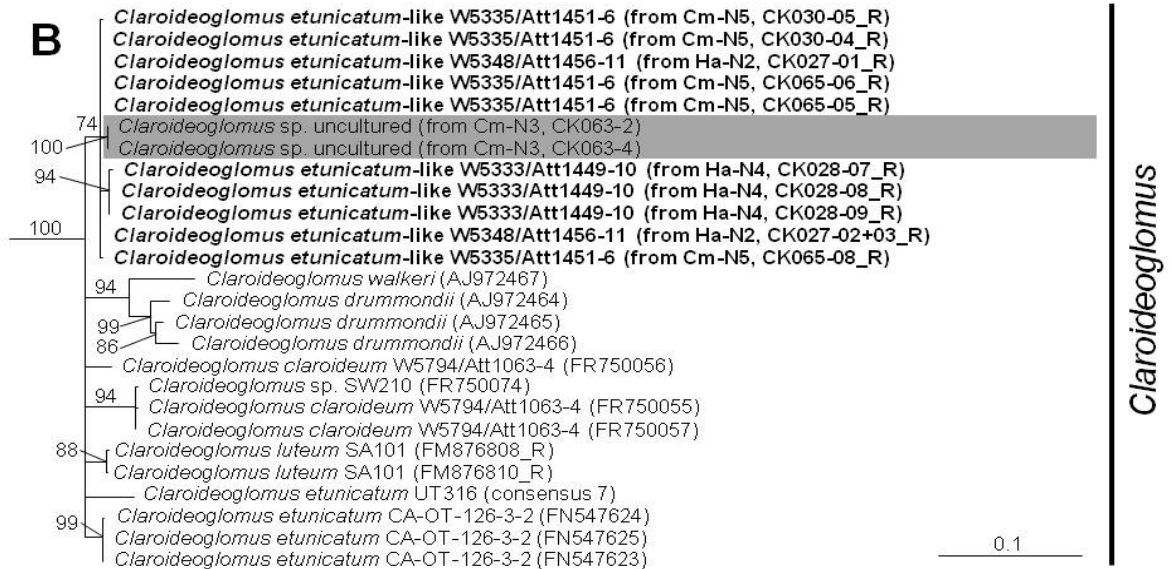 B
Claroideoglomus etunicatum-like W5335/Att1451-6 (from Cm-N5, CK030-05_R)
Claroideoglomus etunicatum-like W5335/Att1451-6 (from Cm-N5, CK030-04_R)
Claroideoglomus etunicatum-like W5348/Att1456-11 (from Ha-N2, CK027-01_R)
Claroideoglomus etunicatum-like W5335/Att1451-6 (from Cm-N5, CK065-06_R)
Claroideoglomus etunicatum-like W5335/Att1451-6 (from Cm-N5, CK065-05_R)
74
Claroideoglomus sp. uncultured (from Cm-N3, CK063-2)
100
Claroideoglomus sp. uncultured (from Cm-N3, CK063-4)
94
Claroideoglomus etunicatum-like W5333/Att1449-10 (from Ha-N4, CK028-07_R)
Claroideoglomus etunicatum-like W5333/Att1449-10 (from Ha-N4, CK028-08_R)
Claroideoglomus etunicatum-like W5333/Att1449-10 (from Ha-N4, CK028-09_R)
100
Claroideoglomus etunicatum-like W5348/Att1456-11 (from Ha-N2, CK027-02+03_R)
Claroideoglomus etunicatum-like W5335/Att1451-6 (from Cm-N5, CK065-08_R)
Claroideoglomus walkeri (AJ972467)
94
Claroideoglomus drummondii (AJ972464)
99
Claroideoglomus drummondii (AJ972465)
86
Claroideoglomus drummondii (AJ972466)
Claroideoglomus claroideum W5794/Att1063-4 (FR750056)
Claroideoglomus sp. SW210 (FR750074)
94
Claroideoglomus claroideum W5794/Att1063-4 (FR750055)
Claroideoglomus claroideum W5794/Att1063-4 (FR750057)
88
Claroideoglomus luteum SA101 (FM876808_R)
Claroideoglomus luteum SA101 (FM876810_R)
Claroideoglomus etunicatum UT316 (consensus 7)
99
Claroideoglomus etunicatum CA-OT-126-3-2 (FN547624)
Claroideoglomus etunicatum CA-OT-126-3-2 (FN547625)
Claroideoglomus etunicatum CA-OT-126-3-2 (FN547623)
0.1
Claroideoglomus